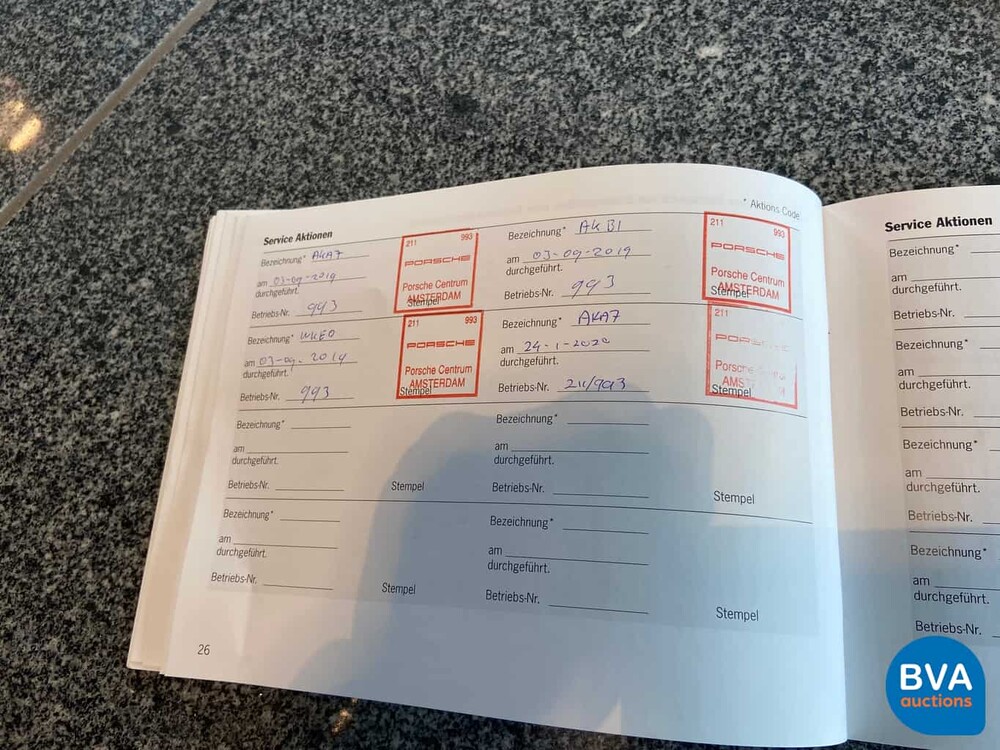 * Aktions Code
Service Aktionen
Bezeichnung* AKA7
am 03-09-2019
durchgeführt.
Betriebs-Nr. 993
Stempel
211 993
PORSCHE
Porsche Centrum
AMSTERDAM
Bezeichnung* AKB1
am 03-09-2019
durchgeführt.
Betriebs-Nr. 993
Stempel
211 993
PORSCHE
Porsche Centrum
AMSTERDAM
Bezeichnung* WKE0
am 03-09-2019
durchgeführt.
Betriebs-Nr. 993
Stempel
211 993
PORSCHE
Porsche Centrum
AMSTERDAM
Bezeichnung* AKA7
am 24-1-2020
durchgeführt.
Betriebs-Nr. 211/993
Stempel
211
PORSCHE
Porsche
Bezeichnung*
am
durchgeführt.
Betriebs-Nr.
Stempel
Bezeichnung*
am
durchgeführt.
Betriebs-Nr.
Stempel
Bezeichnung*
am
durchgeführt.
Betriebs-Nr.
Stempel
Bezeichnung*
am
durchgeführt.
Betriebs-Nr.
Stempel
26
Service Aktionen
Bezeichnung*
am
durchgeführt.
Betriebs-Nr.
Bezeichnung*
am
durchgeführt.
Betriebs-Nr.
Bezeichnung*
am
durchgeführt.
Betriebs-Nr.
Bezeichnung*
am
durchgeführt.
Betriebs-Nr.
BVA
auctions